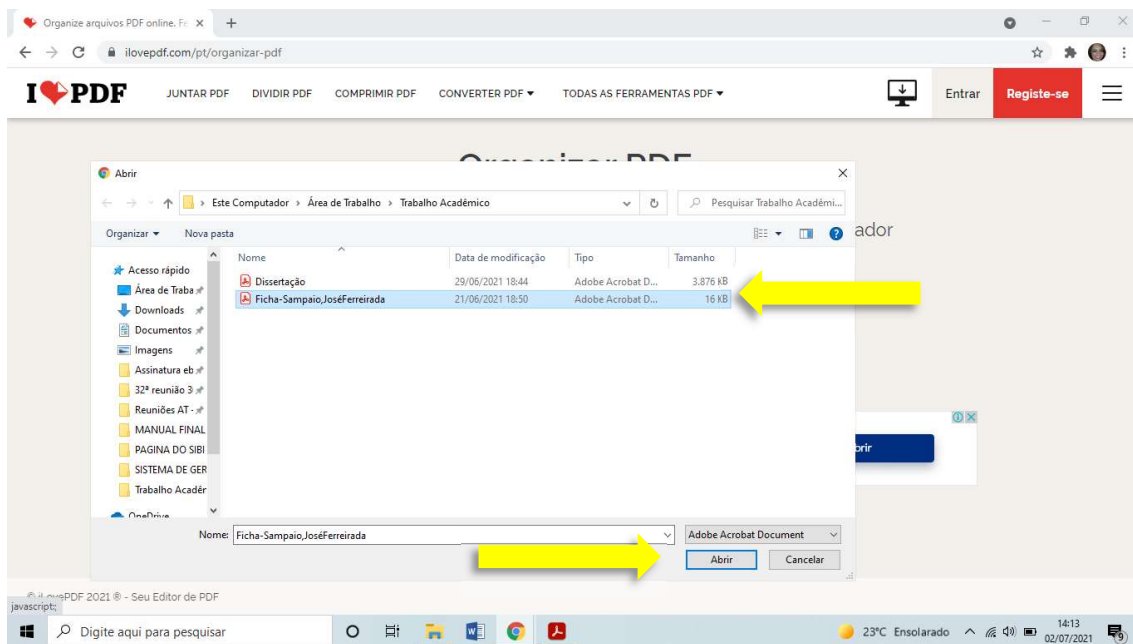 Organize arquivos PDF online. Fe
ilovepdf.com/pt/organizar-pdf
I PDF JUNTAR PDF DIVIDIR PDF COMPRIMIR PDF CONVERTER PDF TODAS AS FERRAMENTAS PDF Entrar Registe-se
Organizar PDF
ador
Abrir
Este Computador > Área de Trabalho > Trabalho Acadêmico Pesquisar Trabalho Acadêmi...
Organizar Nova pasta
Nome Data de modificação Tipo Tamanho
Dissertação 29/06/2021 18:44 Adobe Acrobat D... 3.876 KB
Ficha-Sampaio,JoséFerreirada 21/06/2021 18:50 Adobe Acrobat D... 16 KB
Acesso rápido
Área de Traba
Downloads
Documentos
Imagens
Assinatura eb
32ª reunião 3
Reuniões AT -
MANUAL FINAL
PAGINA DO SIBI
SISTEMA DE GER
Trabalho Acadêr
OneDrive
brir
Nome: Ficha-Sampaio,JoséFerreirada Adobe Acrobat Document
Abrir Cancelar
© iLovePDF 2021 ® - Seu Editor de PDF
javascript:;
Digite aqui para pesquisar 23°C Ensolarado 14:13
02/07/2021